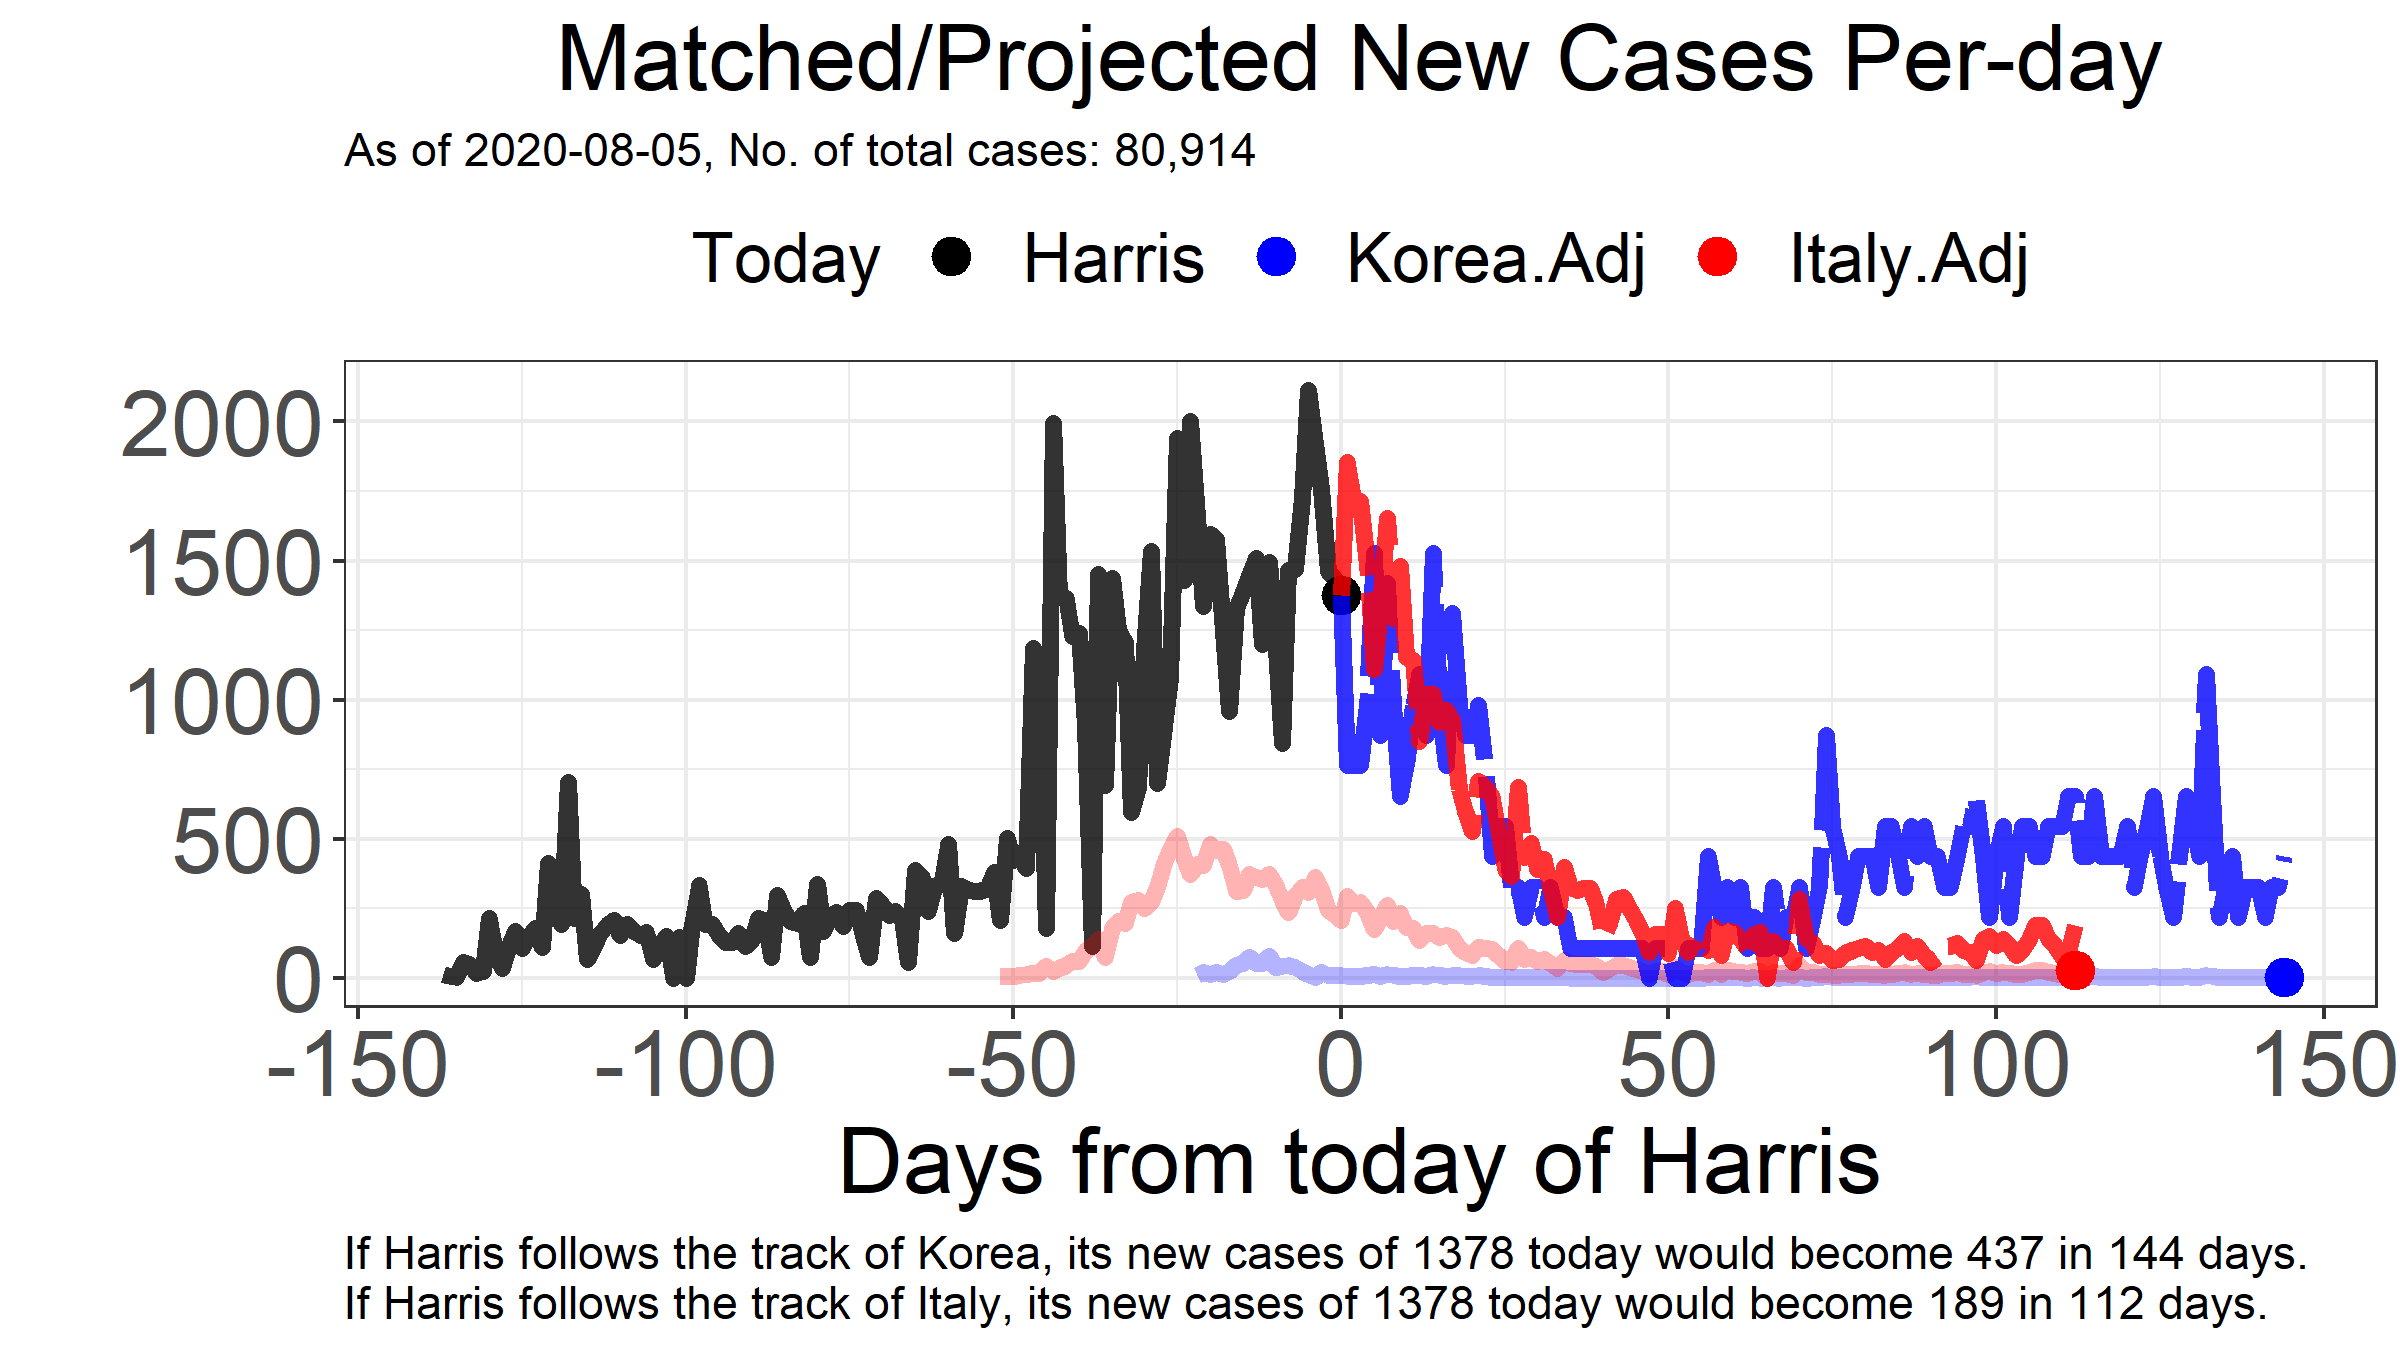 Matched/Projected New Cases Per-day
As of 2020-08-05, No. of total cases: 80,914
Today Harris Korea.Adj Italy.Adj
2000
1500
1000
500
0
-150 -100 -50 0 50 100 150
Days from today of Harris
If Harris follows the track of Korea, its new cases of 1378 today would become 437 in 144 days.
If Harris follows the track of Italy, its new cases of 1378 today would become 189 in 112 days.